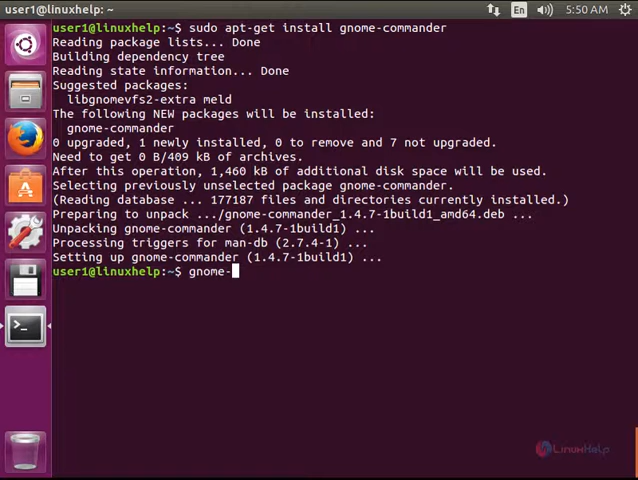 user1@linuxhelp: ~
En
5:50 AM
user1@linuxhelp:~$ sudo apt-get install gnome-commander
Reading package lists... Done
Building dependency tree
Reading state information... Done
Suggested packages:
libgnomevfs2-extra meld
The following NEW packages will be installed:
gnome-commander
0 upgraded, 1 newly installed, 0 to remove and 7 not upgraded.
Need to get 0 B/409 kB of archives.
After this operation, 1,460 kB of additional disk space will be used.
Selecting previously unselected package gnome-commander.
(Reading database ... 177187 files and directories currently installed.)
Preparing to unpack .../gnome-commander_1.4.7-1build1_amd64.deb ...
Unpacking gnome-commander (1.4.7-1build1) ...
Processing triggers for man-db (2.7.4-1) ...
Setting up gnome-commander (1.4.7-1build1) ...
user1@linuxhelp:~$ gnome-
LinuxHelp